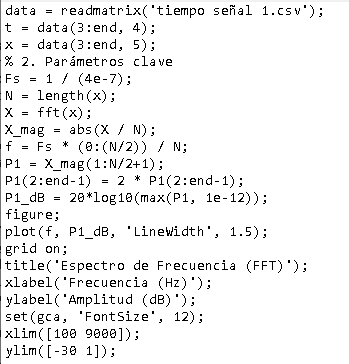 data = readmatrix('tiempo señal 1.csv');
t = data(3:end, 4);
x = data(3:end, 5);
% 2. Parámetros clave
Fs = 1 / (4e-7);
N = length(x);
X = fft(x);
X_mag = abs(X / N);
f = Fs * (0:(N/2)) / N;
P1 = X_mag(1:N/2+1);
P1(2:end-1) = 2 * P1(2:end-1);
P1_dB = 20*log10(max(P1, 1e-12));
figure;
plot(f, P1_dB, 'LineWidth', 1.5);
grid on;
title('Espectro de Frecuencia (FFT)');
xlabel('Frecuencia (Hz)');
ylabel('Amplitud (dB)');
set(gca, 'FontSize', 12);
xlim([100 9000]);
ylim([-30 1]);